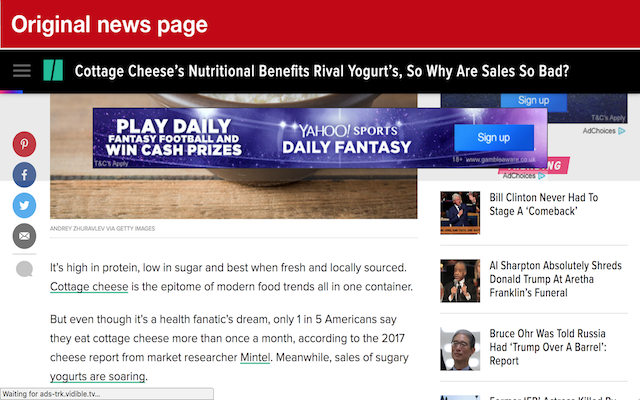 Original news page
Cottage Cheese’s Nutritional Benefits Rival Yogurt’s, So Why Are Sales So Bad?
PLAY DAILY
FANTASY FOOTBALL AND
WIN CASH PRIZES
T&C's Apply
YAHOO! SPORTS
DAILY FANTASY
Sign up
18+ www.gambleaware.co.uk
Sign up
T&C's Apply
AdChoices
AdChoices
ANDREY ZHURAVLEV VIA GETTY IMAGES
It’s high in protein, low in sugar and best when fresh and locally sourced.
Cottage cheese is the epitome of modern food trends all in one container.
But even though it’s a health fanatic’s dream, only 1 in 5 Americans say
they eat cottage cheese more than once a month, according to the 2017
cheese report from market researcher Mintel. Meanwhile, sales of sugary
yogurts are soaring.
Bill Clinton Never Had To
Stage A ‘Comeback’
Al Sharpton Absolutely Shreds
Donald Trump At Aretha
Franklin’s Funeral
Bruce Ohr Was Told Russia
Had ‘Trump Over A Barrel’:
Report
Waiting for ads-trk.vidible.tv...